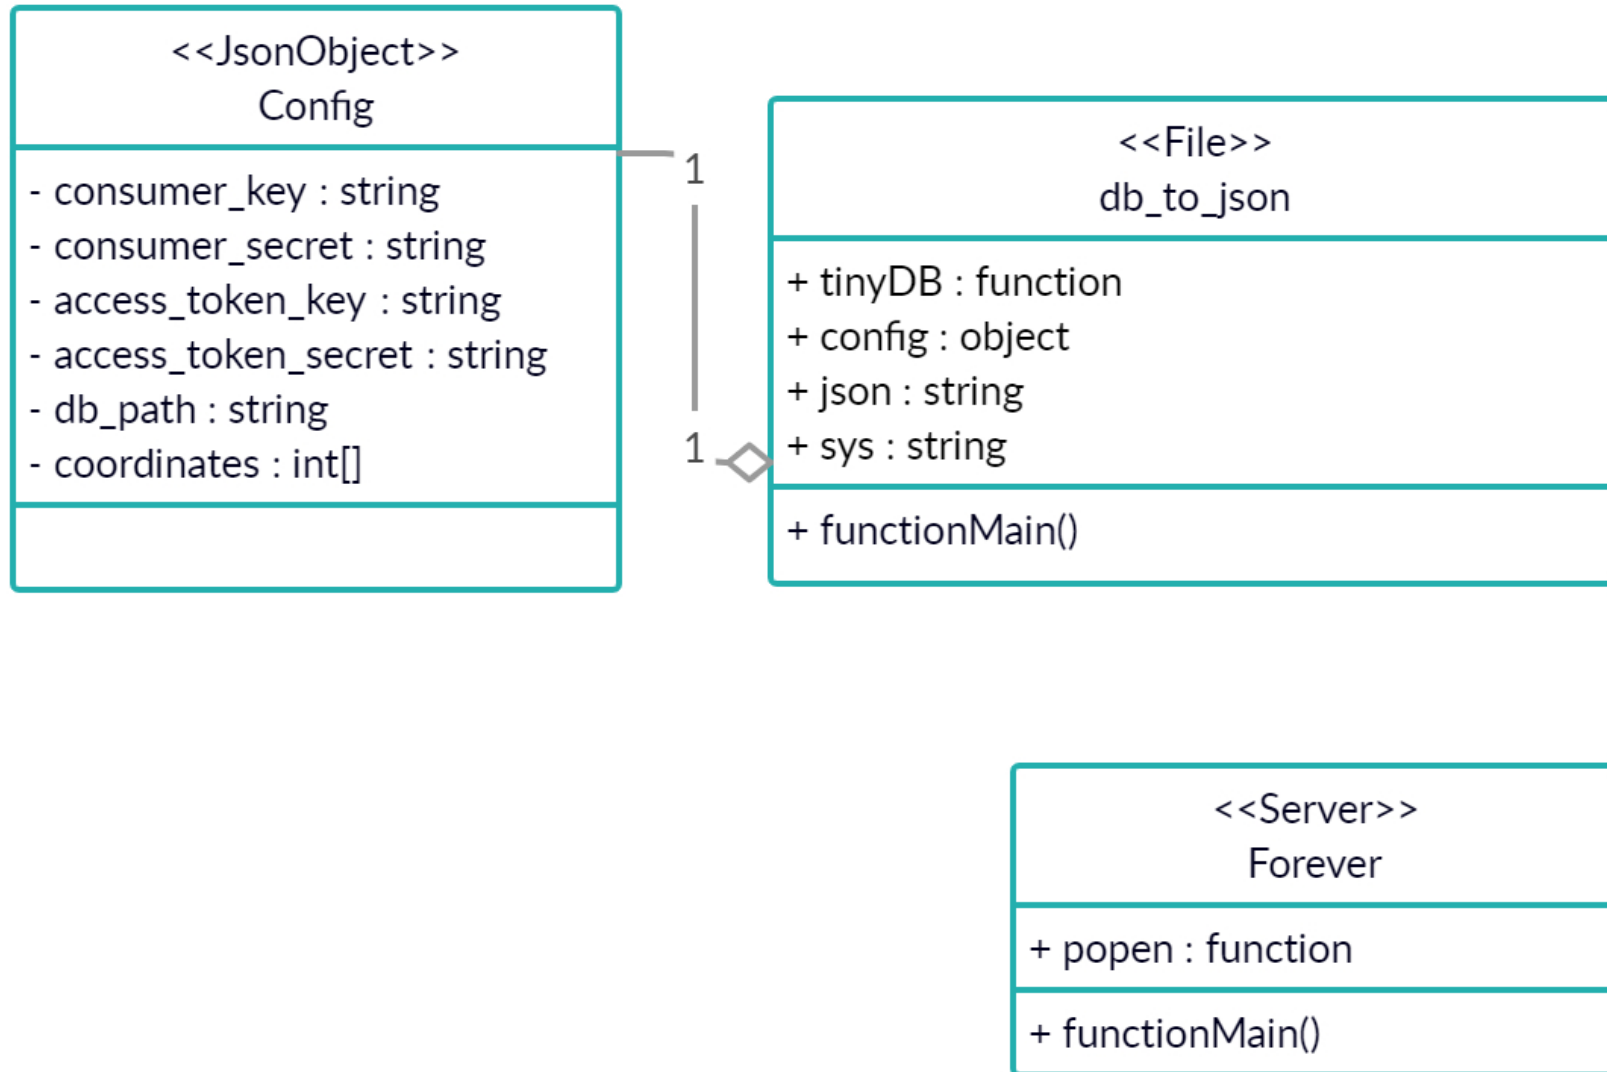 <<JsonObject>>
Config
- consumer_key : string
- consumer_secret : string
- access_token_key : string
- access_token_secret : string
- db_path : string
- coordinates : int[]
1
1
<<File>>
db_to_json
+ tinyDB : function
+ config : object
+ json : string
+ sys : string
+ functionMain()
<<Server>>
Forever
+ popen : function
+ functionMain()